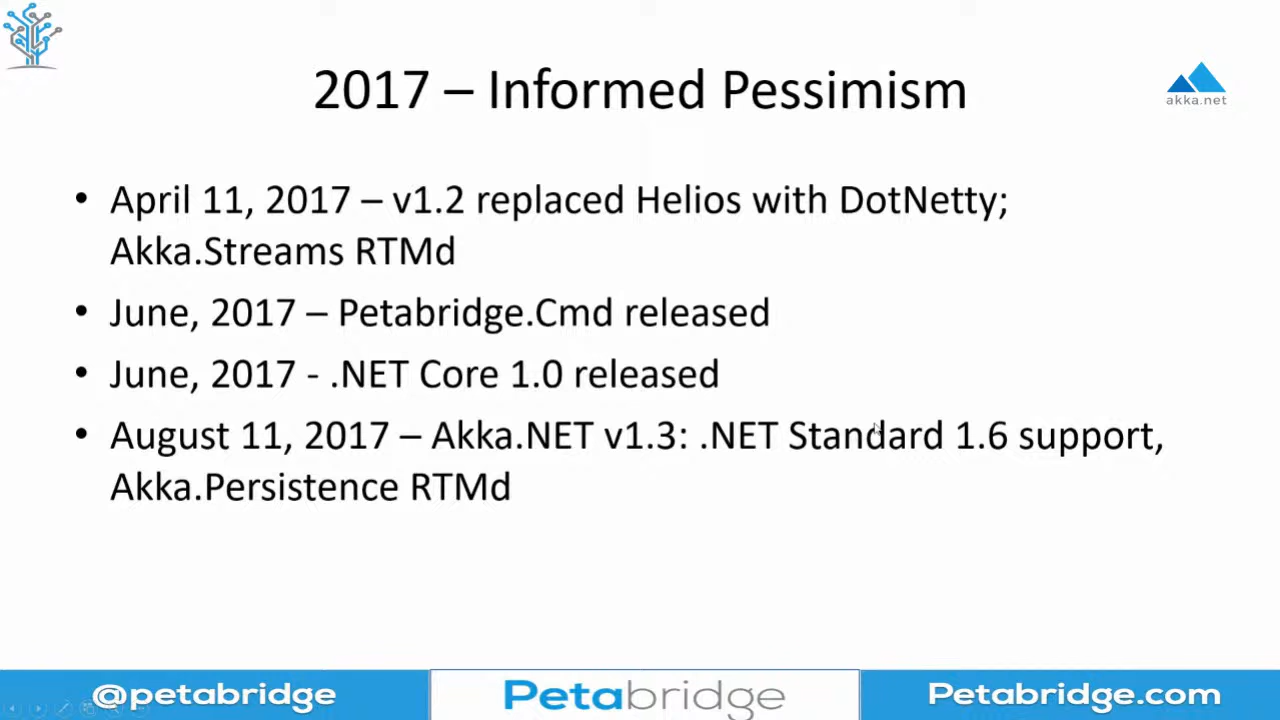 2017 – Informed Pessimism
akka.net
• April 11, 2017 – v1.2 replaced Helios with DotNetty;
Akka.Streams RTMd
• June, 2017 – Petabridge.Cmd released
• June, 2017 - .NET Core 1.0 released
• August 11, 2017 – Akka.NET v1.3: .NET Standard 1.6 support,
Akka.Persistence RTMd
@petabridge
Petabridge
Petabridge.com